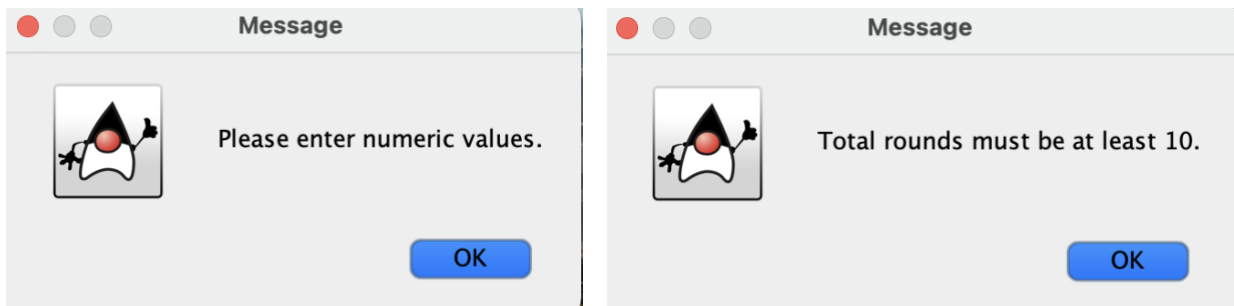 Message
Please enter numeric values.
OK
Message
Total rounds must be at least 10.
OK